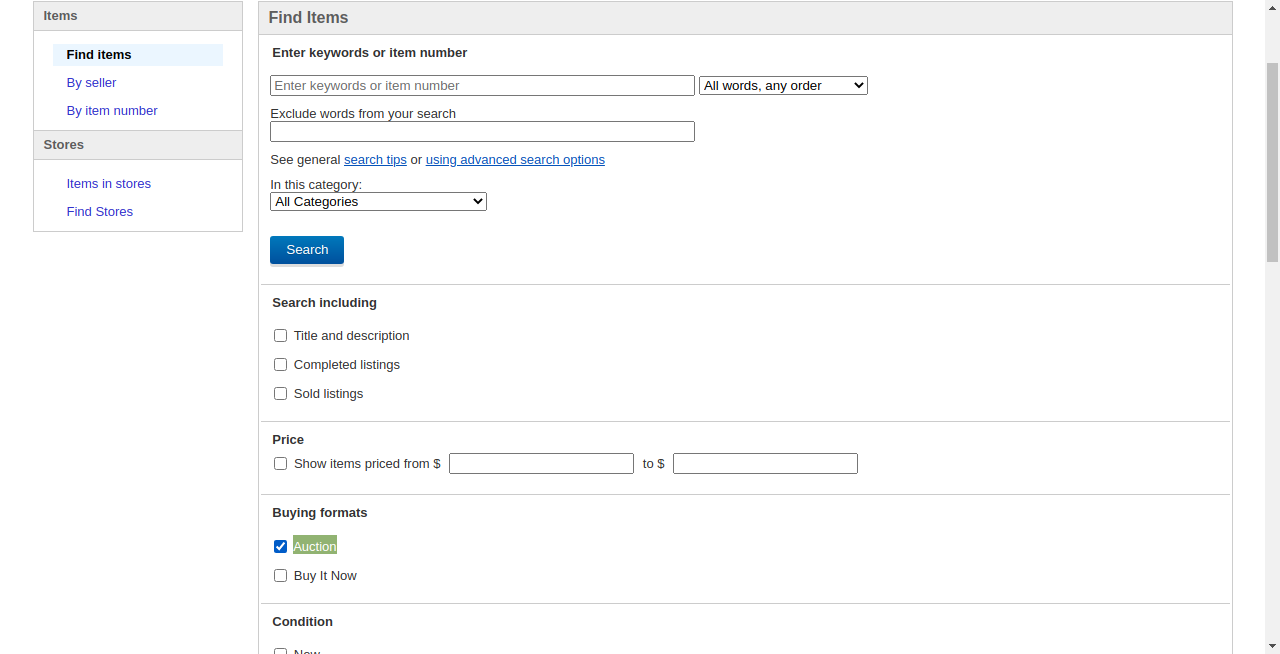 Items
Find items
By seller
By item number
Stores
Items in stores
Find Stores
Find Items
Enter keywords or item number
Enter keywords or item number All words, any order
Exclude words from your search
See general search tips or using advanced search options
In this category:
All Categories
Search
Search including
Title and description
Completed listings
Sold listings
Price
Show items priced from $ to $
Buying formats
Auction
Buy It Now
Condition
New